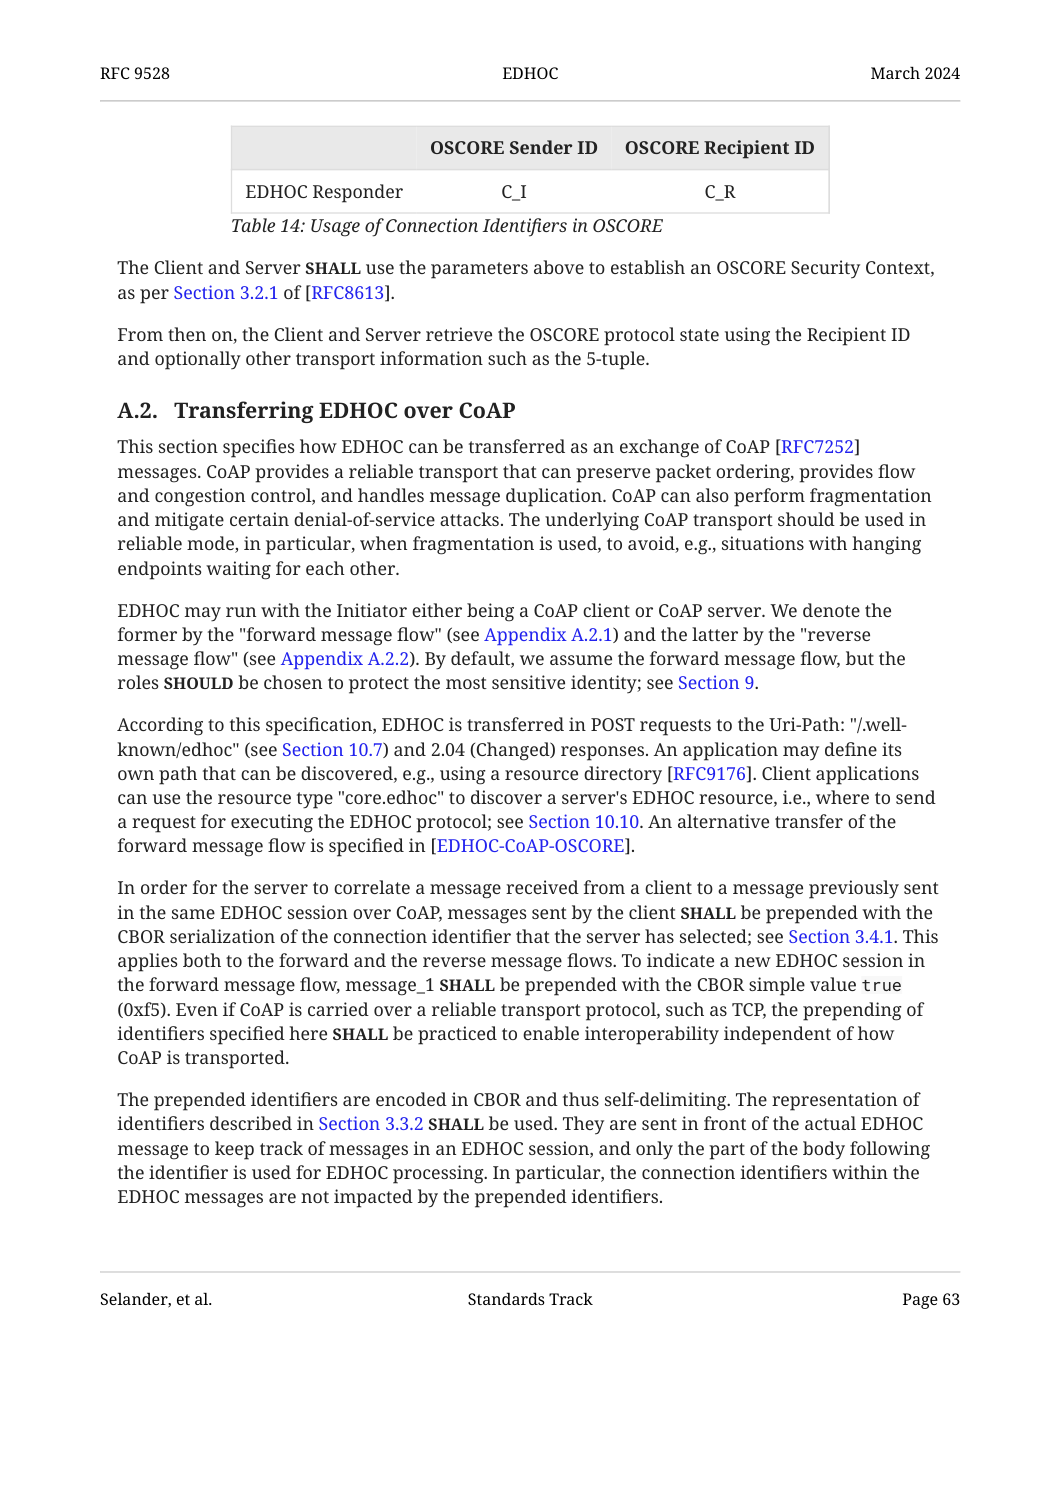 RFC 9528 EDHOC March 2024
OSCORE Sender ID OSCORE Recipient ID
EDHOC Responder C_I C_R
Table 14: Usage of Connection Identifiers in OSCORE
The Client and Server SHALL use the parameters above to establish an OSCORE Security Context,
as per Section 3.2.1 of [RFC8613].
From then on, the Client and Server retrieve the OSCORE protocol state using the Recipient ID
and optionally other transport information such as the 5-tuple.
A.2. Transferring EDHOC over CoAP
This section specifies how EDHOC can be transferred as an exchange of CoAP [RFC7252]
messages. CoAP provides a reliable transport that can preserve packet ordering, provides flow
and congestion control, and handles message duplication. CoAP can also perform fragmentation
and mitigate certain denial-of-service attacks. The underlying CoAP transport should be used in
reliable mode, in particular, when fragmentation is used, to avoid, e.g., situations with hanging
endpoints waiting for each other.
EDHOC may run with the Initiator either being a CoAP client or CoAP server. We denote the
former by the "forward message flow" (see Appendix A.2.1) and the latter by the "reverse
message flow" (see Appendix A.2.2). By default, we assume the forward message flow, but the
roles SHOULD be chosen to protect the most sensitive identity; see Section 9.
According to this specification, EDHOC is transferred in POST requests to the Uri-Path: "/.well-
known/edhoc" (see Section 10.7) and 2.04 (Changed) responses. An application may define its
own path that can be discovered, e.g., using a resource directory [RFC9176]. Client applications
can use the resource type "core.edhoc" to discover a server's EDHOC resource, i.e., where to send
a request for executing the EDHOC protocol; see Section 10.10. An alternative transfer of the
forward message flow is specified in [EDHOC-CoAP-OSCORE].
In order for the server to correlate a message received from a client to a message previously sent
in the same EDHOC session over CoAP, messages sent by the client SHALL be prepended with the
CBOR serialization of the connection identifier that the server has selected; see Section 3.4.1. This
applies both to the forward and the reverse message flows. To indicate a new EDHOC session in
the forward message flow, message_1 SHALL be prepended with the CBOR simple value true
(0xf5). Even if CoAP is carried over a reliable transport protocol, such as TCP, the prepending of
identifiers specified here SHALL be practiced to enable interoperability independent of how
CoAP is transported.
The prepended identifiers are encoded in CBOR and thus self-delimiting. The representation of
identifiers described in Section 3.3.2 SHALL be used. They are sent in front of the actual EDHOC
message to keep track of messages in an EDHOC session, and only the part of the body following
the identifier is used for EDHOC processing. In particular, the connection identifiers within the
EDHOC messages are not impacted by the prepended identifiers.
Selander, et al. Standards Track Page 63